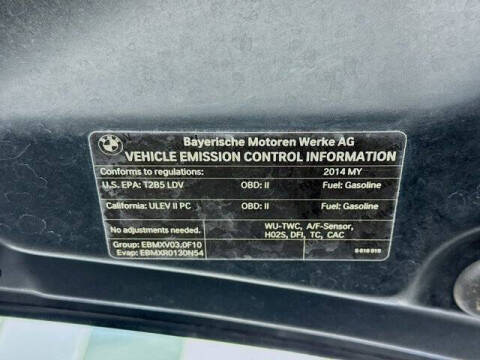 Bayerische Motoren Werke AG
VEHICLE EMISSION CONTROL INFORMATION
Conforms to regulations: 2014 MY
U.S. EPA: T2B5 LDV OBD: II Fuel: Gasoline
California: ULEV II PC OBD: II Fuel: Gasoline
No adjustments needed. WU-TWC, A/F-Sensor,
H02S, DFI, TC, CAC
Group: EBMXV03.0F10
Evap: EBMXR0130N54